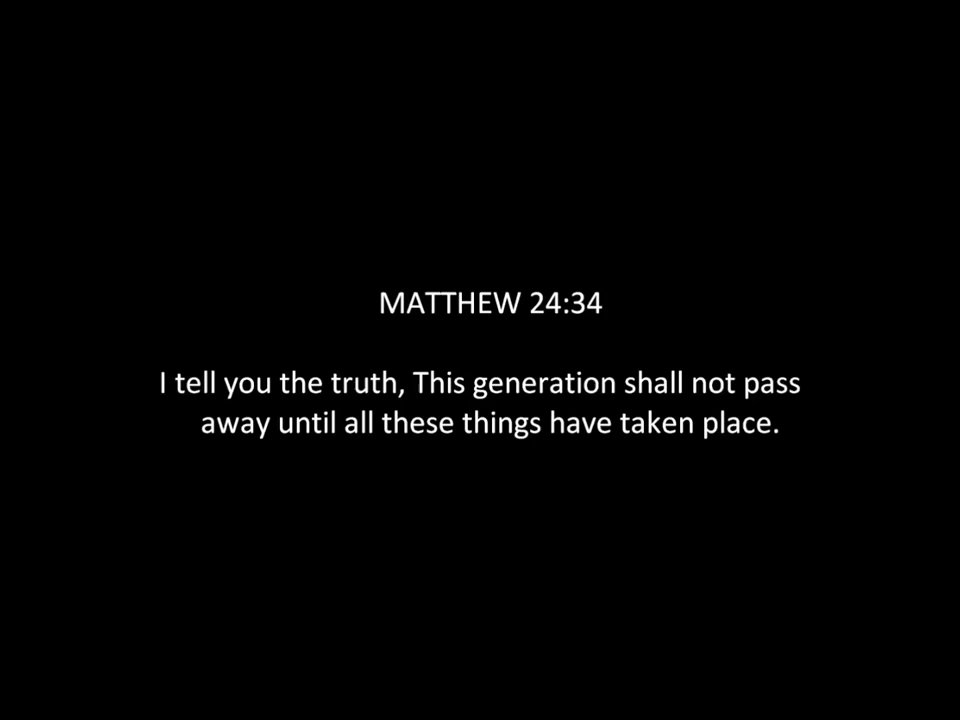 MATTHEW 24:34
I tell you the truth, This generation shall not pass
away until all these things have taken place.